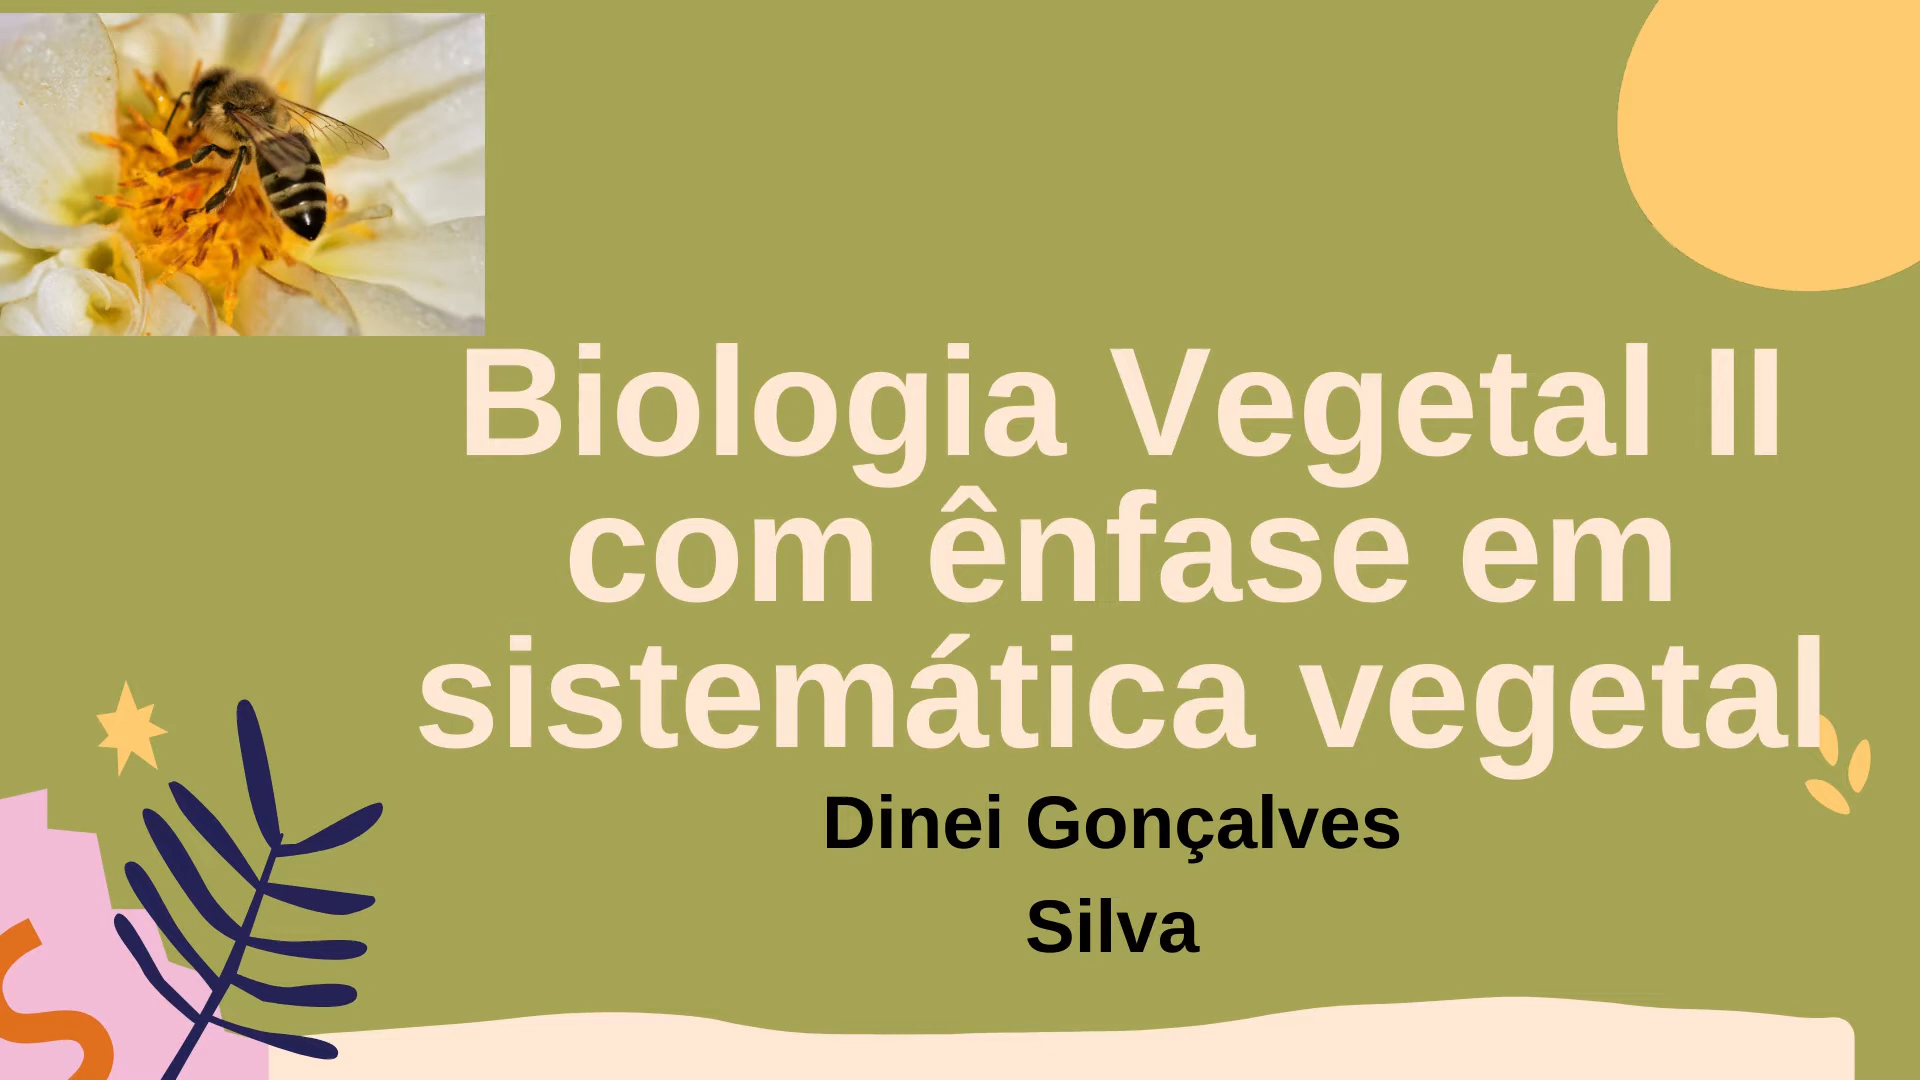 Biologia Vegetal II
com ênfase em
sistemática vegetal
Dinei Gonçalves
Silva